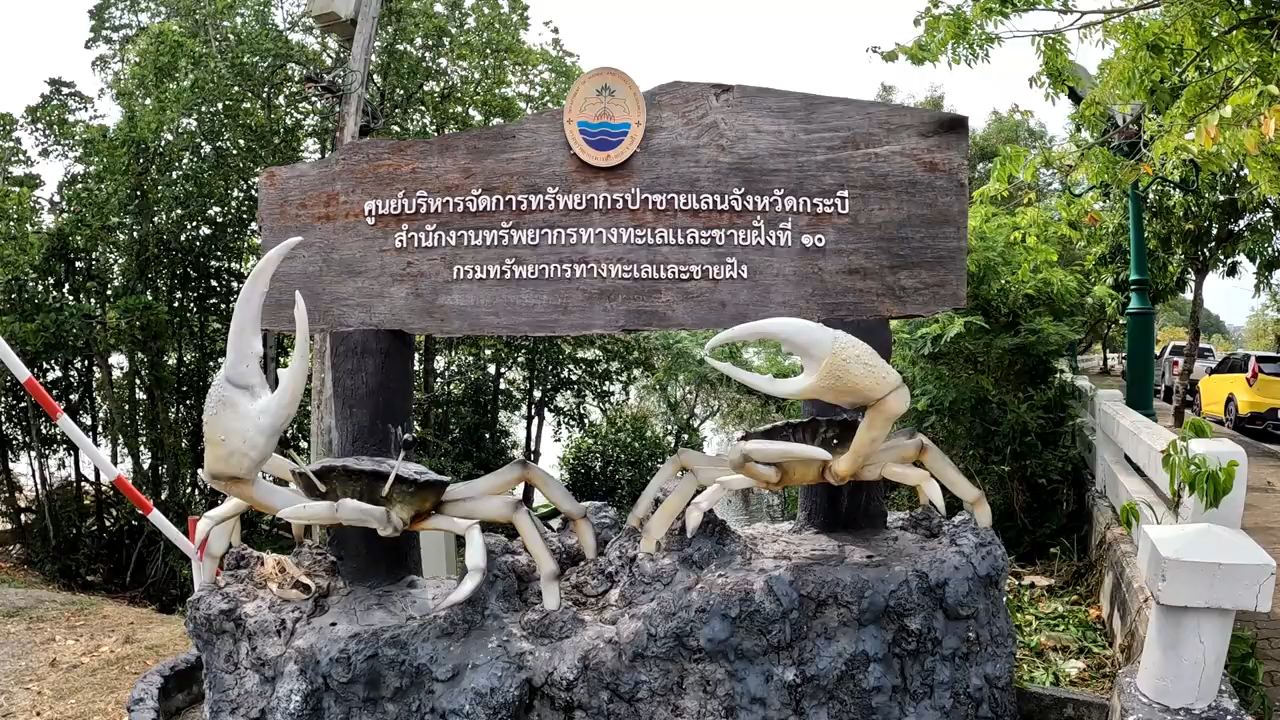 ศูนย์บริหารจัดการทรัพยากรป่าชายเลนจังหวัดกระบี่
สำนักงานทรัพยากรทางทะเลและชายฝั่งที่ ๑๐
กรมทรัพยากรทางทะเลและชายฝั่ง